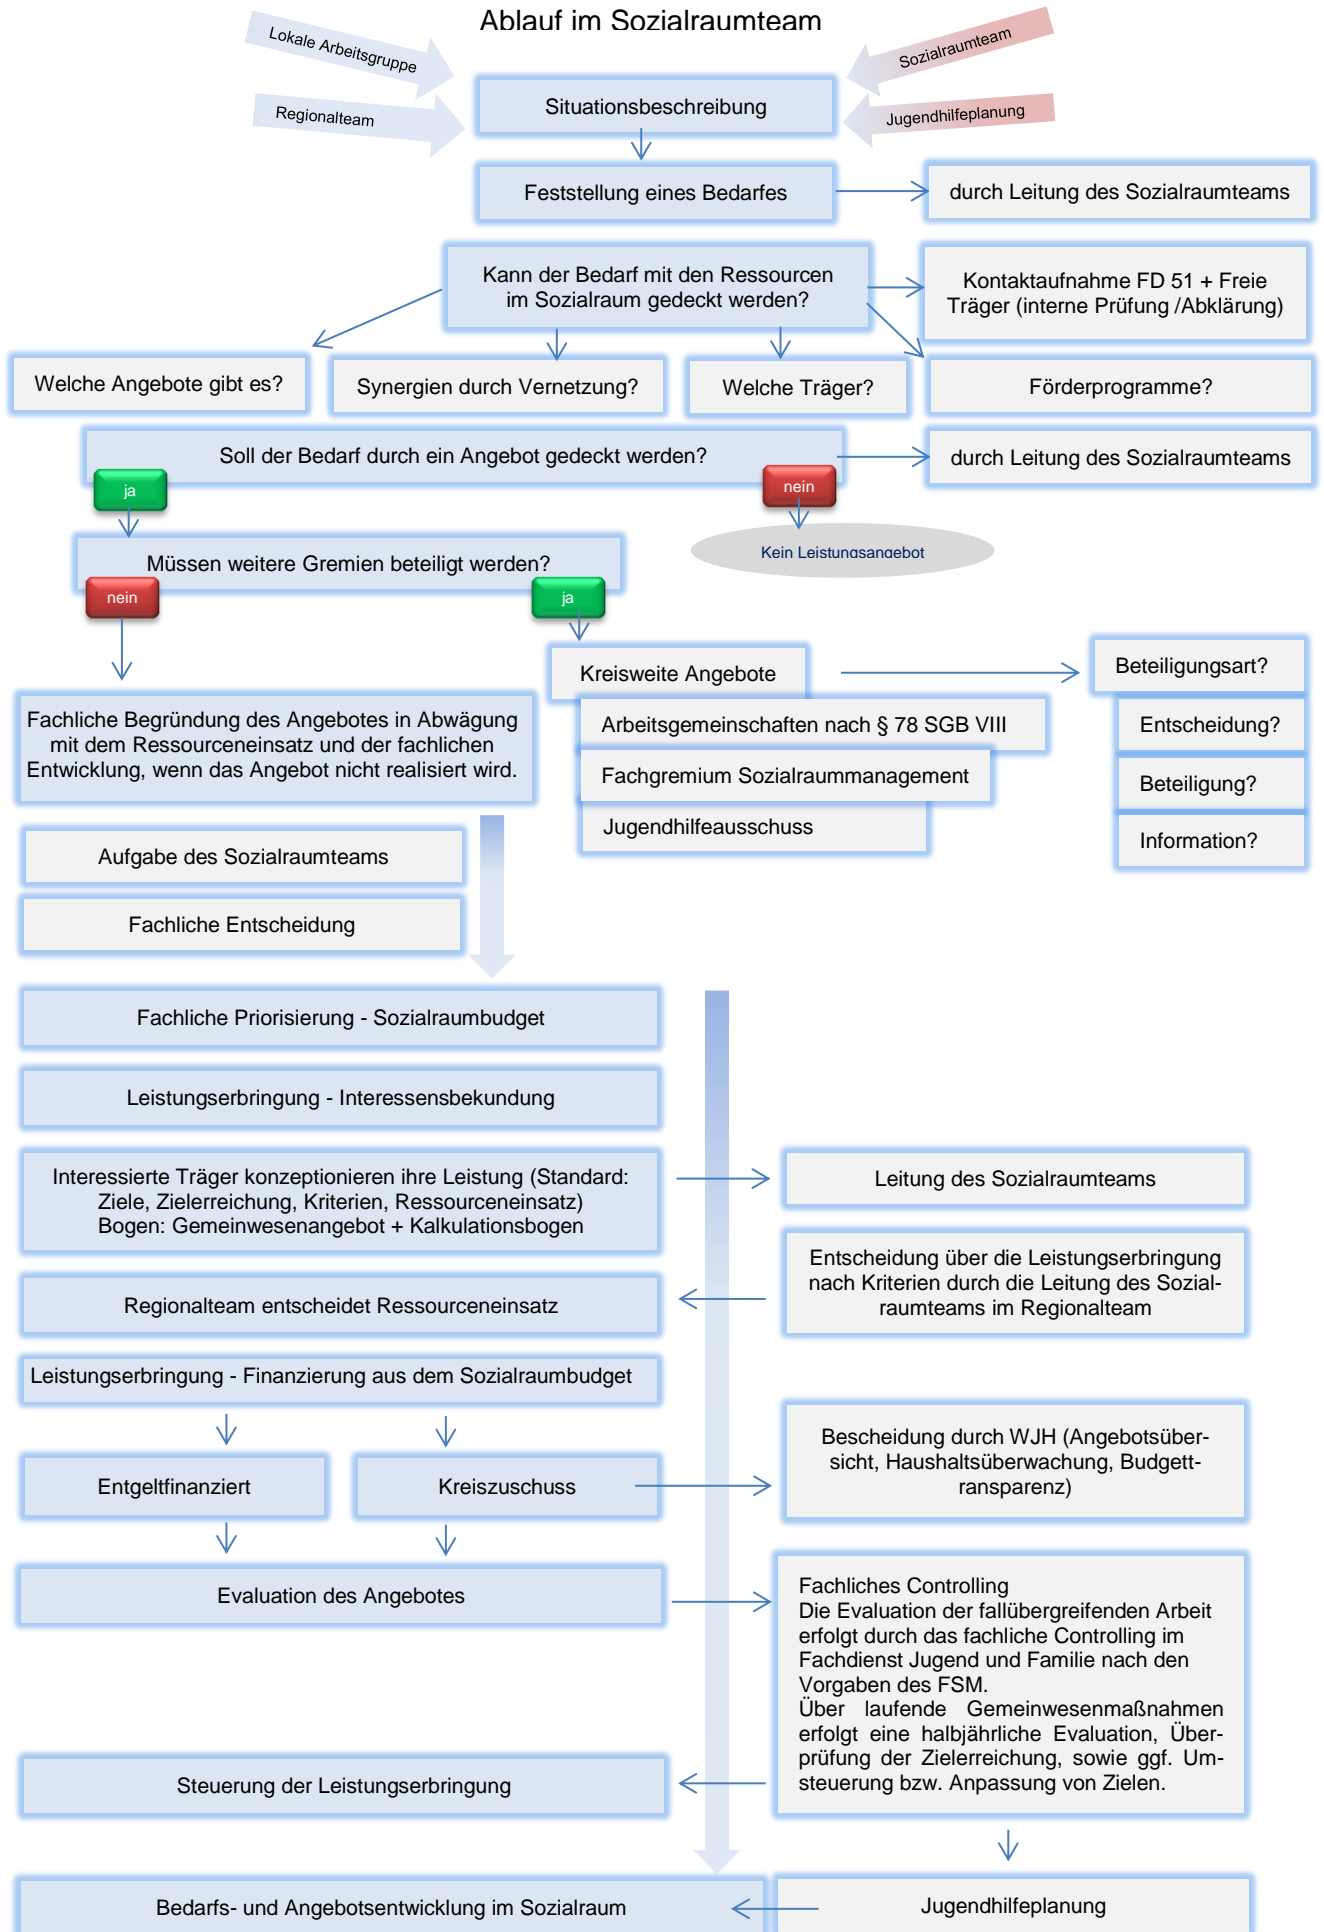 Ablauf im Sozialraumteam
Lokale Arbeitsgruppe
Sozialraumteam
Regionalteam
Situationsbeschreibung
Jugendhilfeplanung
Feststellung eines Bedarfes
durch Leitung des Sozialraumteams
Kann der Bedarf mit den Ressourcen
im Sozialraum gedeckt werden?
Kontaktaufnahme FD 51 + Freie
Träger (interne Prüfung /Abklärung)
Welche Angebote gibt es?
Synergien durch Vernetzung?
Welche Träger?
Förderprogramme?
Soll der Bedarf durch ein Angebot gedeckt werden?
durch Leitung des Sozialraumteams
ja
nein
Kein Leistungsangebot
Müssen weitere Gremien beteiligt werden?
nein
ja
Kreisweite Angebote
Beteiligungsart?
Fachliche Begründung des Angebotes in Abwägung
mit dem Ressourceneinsatz und der fachlichen
Entwicklung, wenn das Angebot nicht realisiert wird.
Arbeitsgemeinschaften nach § 78 SGB VIII
Entscheidung?
Fachgremium Sozialraummanagement
Beteiligung?
Jugendhilfeausschuss
Information?
Aufgabe des Sozialraumteams
Fachliche Entscheidung
Fachliche Priorisierung - Sozialraumbudget
Leistungserbringung - Interessensbekundung
Interessierte Träger konzeptionieren ihre Leistung (Standard:
Ziele, Zielerreichung, Kriterien, Ressourceneinsatz)
Bogen: Gemeinwesenangebot + Kalkulationsbogen
Leitung des Sozialraumteams
Entscheidung über die Leistungserbringung
nach Kriterien durch die Leitung des Sozial-
raumteams im Regionalteam
Regionalteam entscheidet Ressourceneinsatz
Leistungserbringung - Finanzierung aus dem Sozialraumbudget
Entgeltfinanziert
Kreiszuschuss
Bescheidung durch WJH (Angebotsüber-
sicht, Haushaltsüberwachung, Budgett-
ransparenz)
Evaluation des Angebotes
Fachliches Controlling
Die Evaluation der fallübergreifenden Arbeit
erfolgt durch das fachliche Controlling im
Fachdienst Jugend und Familie nach den
Vorgaben des FSM.
Über laufende Gemeinwesenmaßnahmen
erfolgt eine halbjährliche Evaluation, Über-
prüfung der Zielerreichung, sowie ggf. Um-
steuerung bzw. Anpassung von Zielen.
Steuerung der Leistungserbringung
Bedarfs- und Angebotsentwicklung im Sozialraum
Jugendhilfeplanung